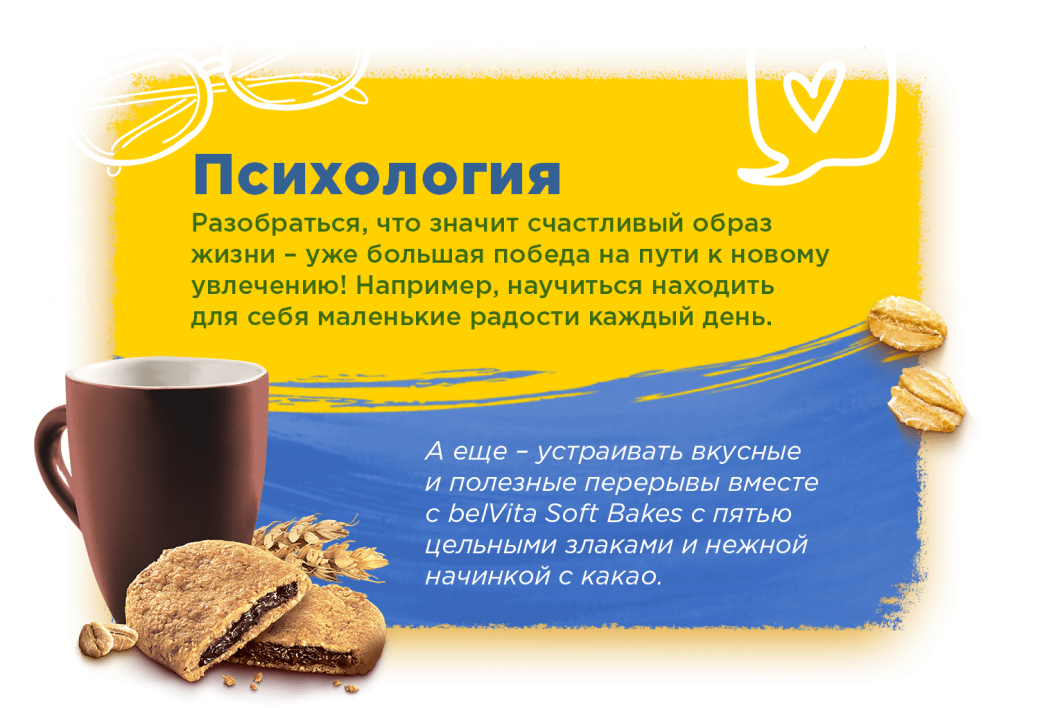 Психология
Разобраться, что значит счастливый образ
жизни – уже большая победа на пути к новому
увлечению! Например, научиться находить
для себя маленькие радости каждый день.
А еще – устраивать вкусные
и полезные перерывы вместе
с belVita Soft Bakes с пятью
цельными злаками и нежной
начинкой с какао.